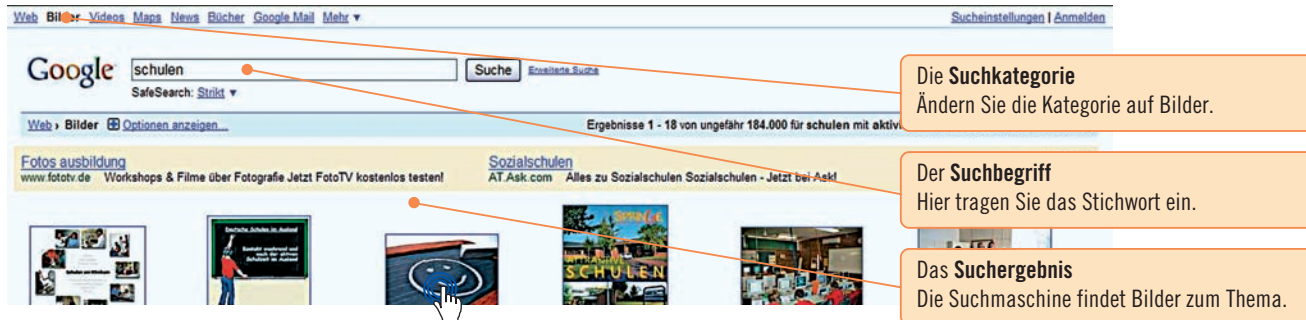 Web Bilder Videos Maps News Bücher Google Mail Mehr ▼
Sucheinstellungen | Anmelden
Google schulen Suche Erweiterte Suche
SafeSearch: Strikt ▼
Web › Bilder Optionen anzeigen...
Ergebnisse 1 - 18 von ungefähr 184.000 für schulen mit
Fotos ausbildung
www.fototv.de Workshops & Filme über Fotografie Jetzt FotoTV kostenlos testen!
Sozialschulen
AT.Ask.com Alles zu Sozialschulen Sozialschulen - Jetzt bei Ask!
Die Suchkategorie
Ändern Sie die Kategorie auf Bilder.
Der Suchbegriff
Hier tragen Sie das Stichwort ein.
Das Suchergebnis
Die Suchmaschine findet Bilder zum Thema.
Deutsche Schulen im Ausland
SCHULEN